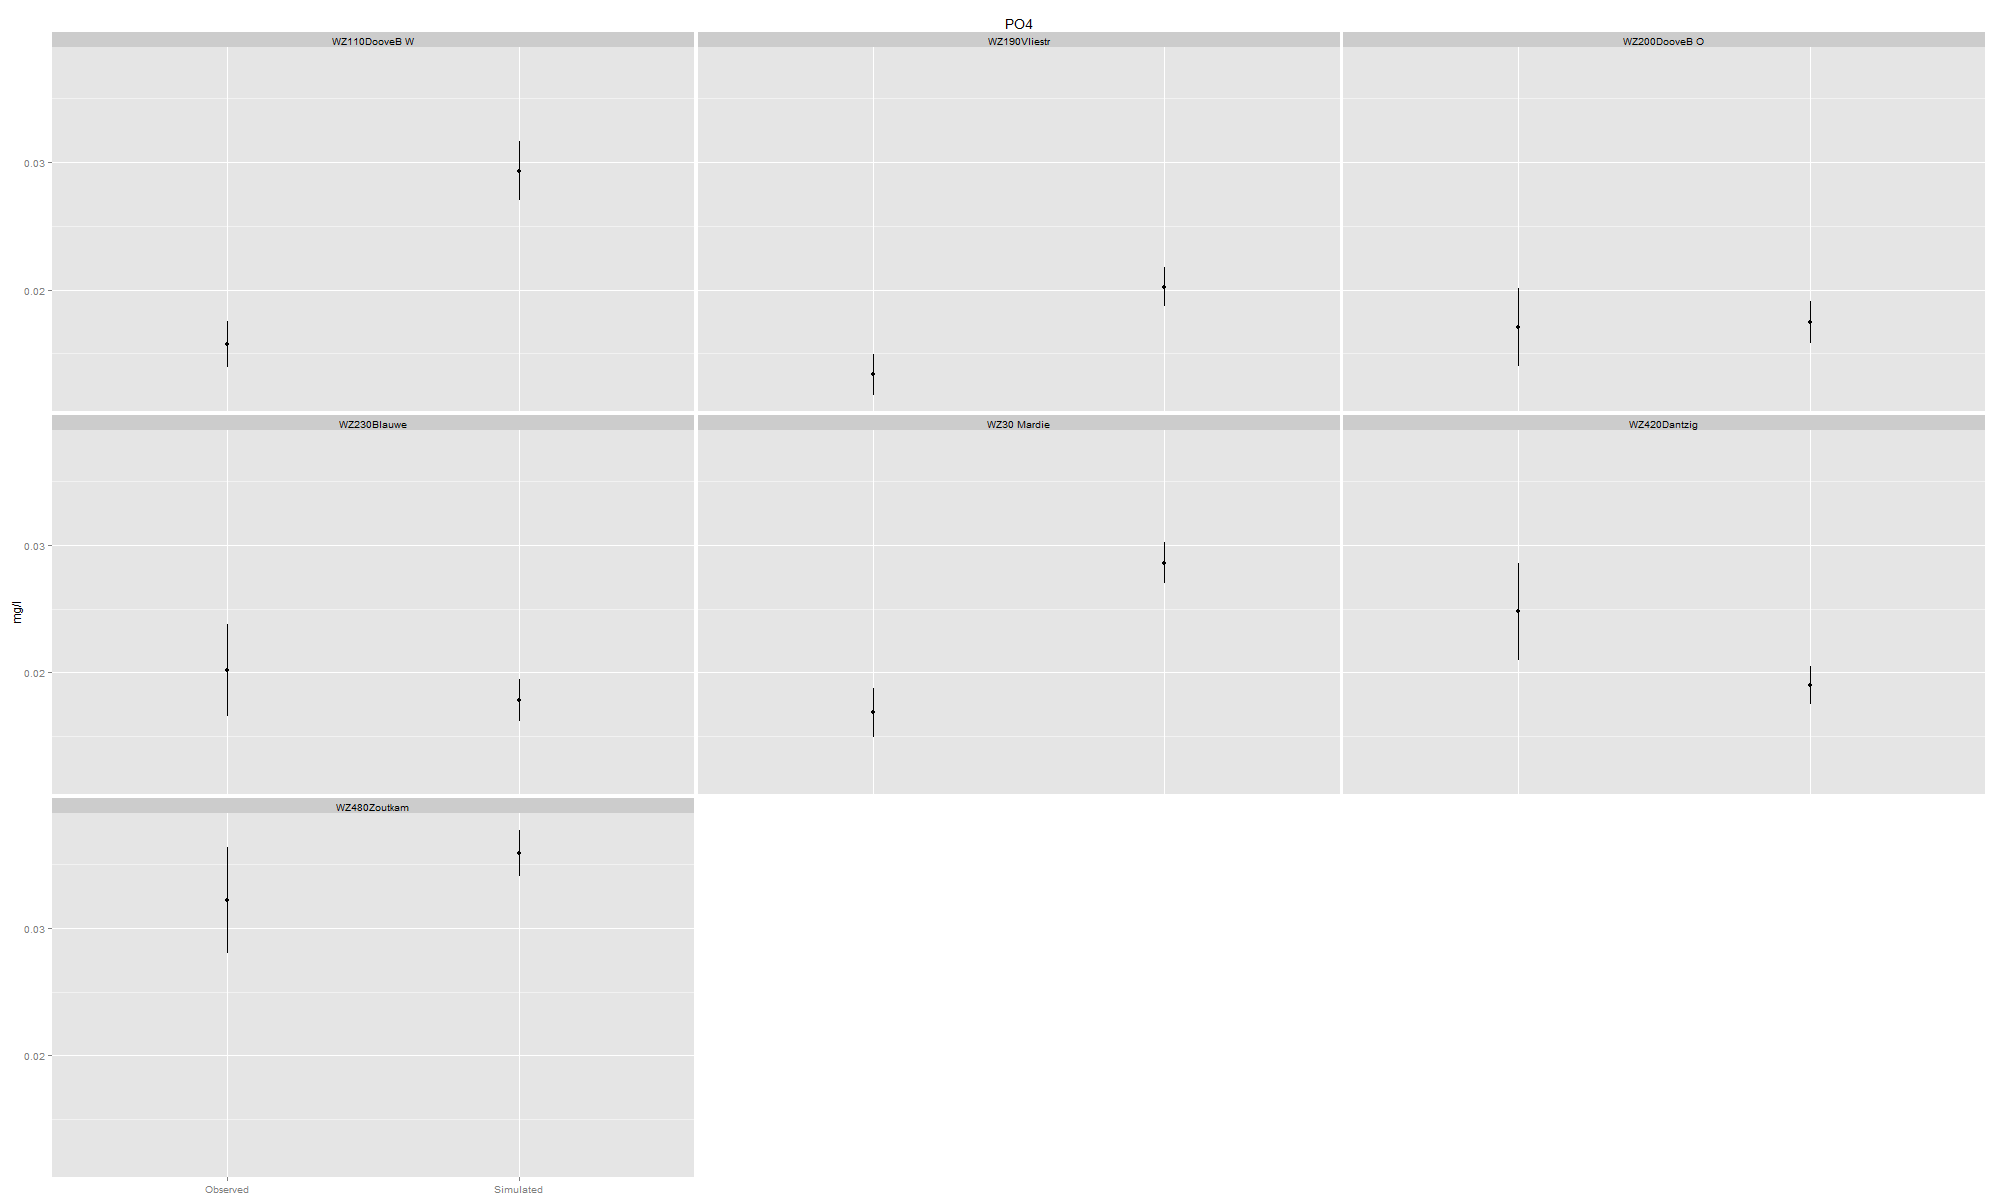 PO4
WZ110DooveB W
WZ190Vliestr
WZ200DooveB O
0.03
0.02
WZ230Blauwe
WZ30 Mardie
WZ420Dantzig
0.03
mg/l
0.02
WZ480Zoutkam
0.03
0.02
Observed
Simulated